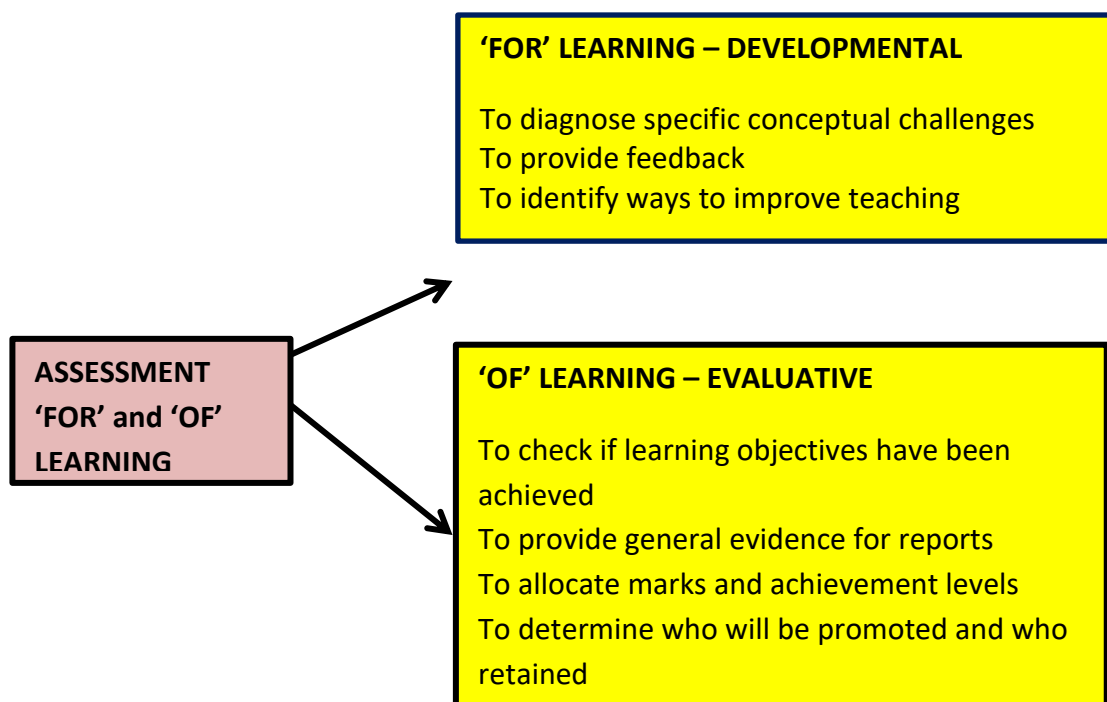 ‘FOR’ LEARNING – DEVELOPMENTAL
To diagnose specific conceptual challenges
To provide feedback
To identify ways to improve teaching
ASSESSMENT
‘FOR’ and ‘OF’
LEARNING
‘OF’ LEARNING – EVALUATIVE
To check if learning objectives have been
achieved
To provide general evidence for reports
To allocate marks and achievement levels
To determine who will be promoted and who
retained